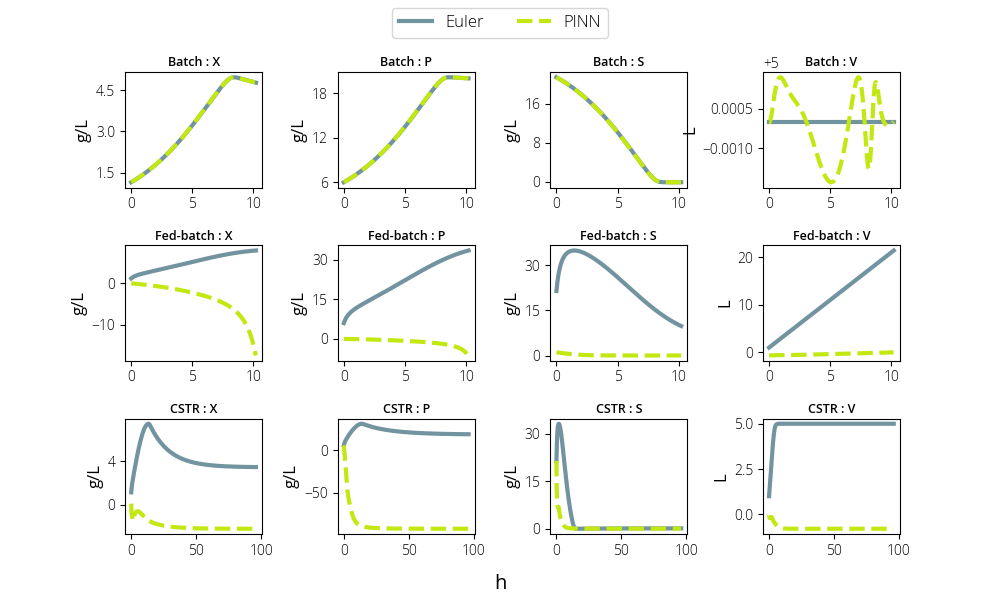 Euler PINN
Batch : X
Batch : P
Batch : S
Batch : V
+5
g/L
4.5
3.0
1.5
0 5 10
g/L
18
12
6
0 5 10
g/L
16
8
0
0 5 10
L
0.0005
−0.0010
0 5 10
Fed-batch : X
Fed-batch : P
Fed-batch : S
Fed-batch : V
g/L
0
−10
0 5 10
g/L
30
15
0
0 5 10
g/L
30
15
0
0 5 10
L
20
10
0
0 5 10
CSTR : X
CSTR : P
CSTR : S
CSTR : V
g/L
4
0
0 50 100
g/L
0
−50
0 50 100
g/L
30
15
0
0 50 100
L
5.0
2.5
0.0
0 50 100
h